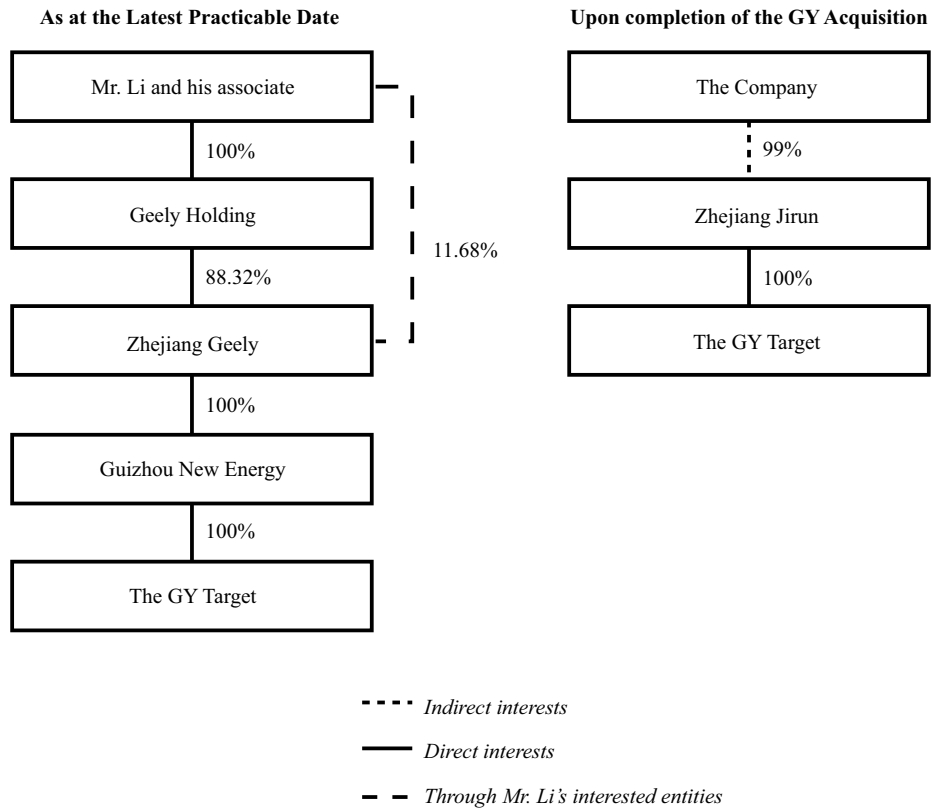 As at the Latest Practicable Date
Mr. Li and his associate
100%
Geely Holding
11.68%
88.32%
Zhejiang Geely
100%
Guizhou New Energy
100%
The GY Target
Upon completion of the GY Acquisition
The Company
99%
Zhejiang Jirun
100%
The GY Target
Indirect interests
Direct interests
Through Mr. Li's interested entities